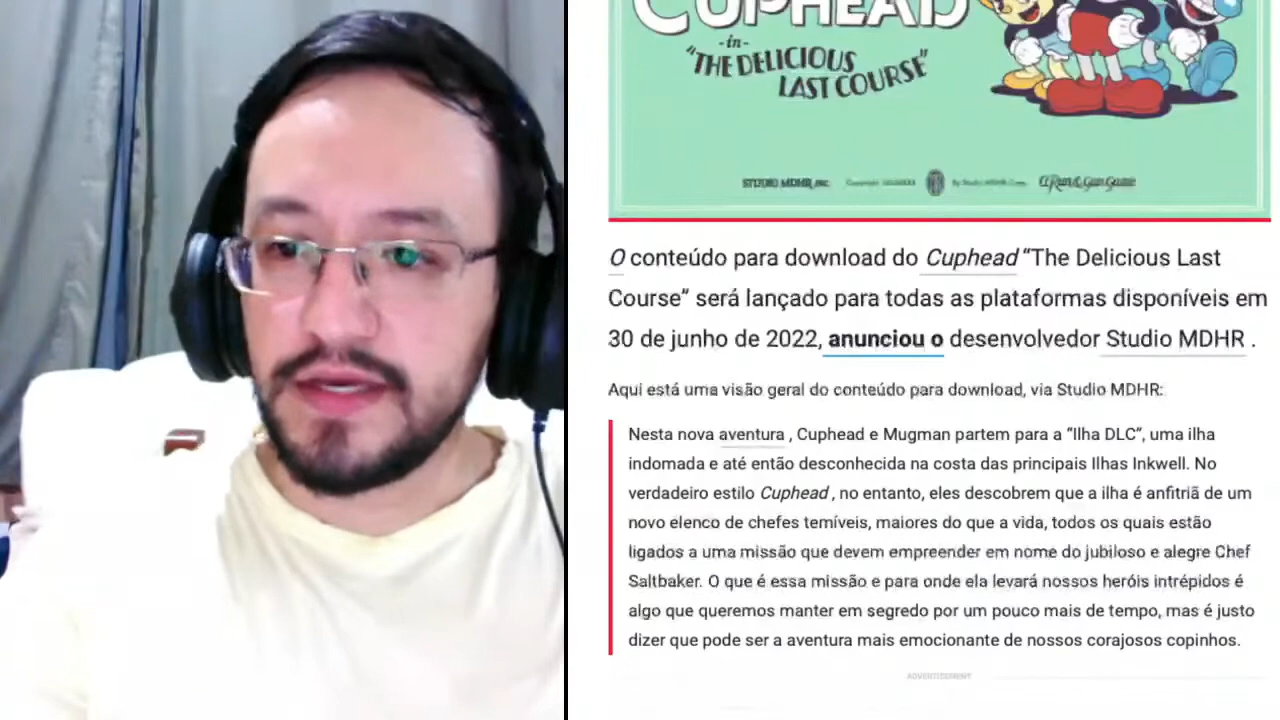 CUPHEAD
-in-
"THE DELICIOUS
LAST COURSE"
STUDIO MDHR, INC.
A Run & Gun Game
O conteúdo para download do Cuphead “The Delicious Last
Course” será lançado para todas as plataformas disponíveis em
30 de junho de 2022, anunciou o desenvolvedor Studio MDHR .
Aqui está uma visão geral do conteúdo para download, via Studio MDHR:
Nesta nova aventura , Cuphead e Mugman partem para a “Ilha DLC”, uma ilha
indomada e até então desconhecida na costa das principais Ilhas Inkwell. No
verdadeiro estilo Cuphead , no entanto, eles descobrem que a ilha é anfitriã de um
novo elenco de chefes temíveis, maiores do que a vida, todos os quais estão
ligados a uma missão que devem empreender em nome do jubiloso e alegre Chef
Saltbaker. O que é essa missão e para onde ela levará nossos heróis intrépidos é
algo que queremos manter em segredo por um pouco mais de tempo, mas é justo
dizer que pode ser a aventura mais emocionante de nossos corajosos copinhos.
ADVERTISEMENT